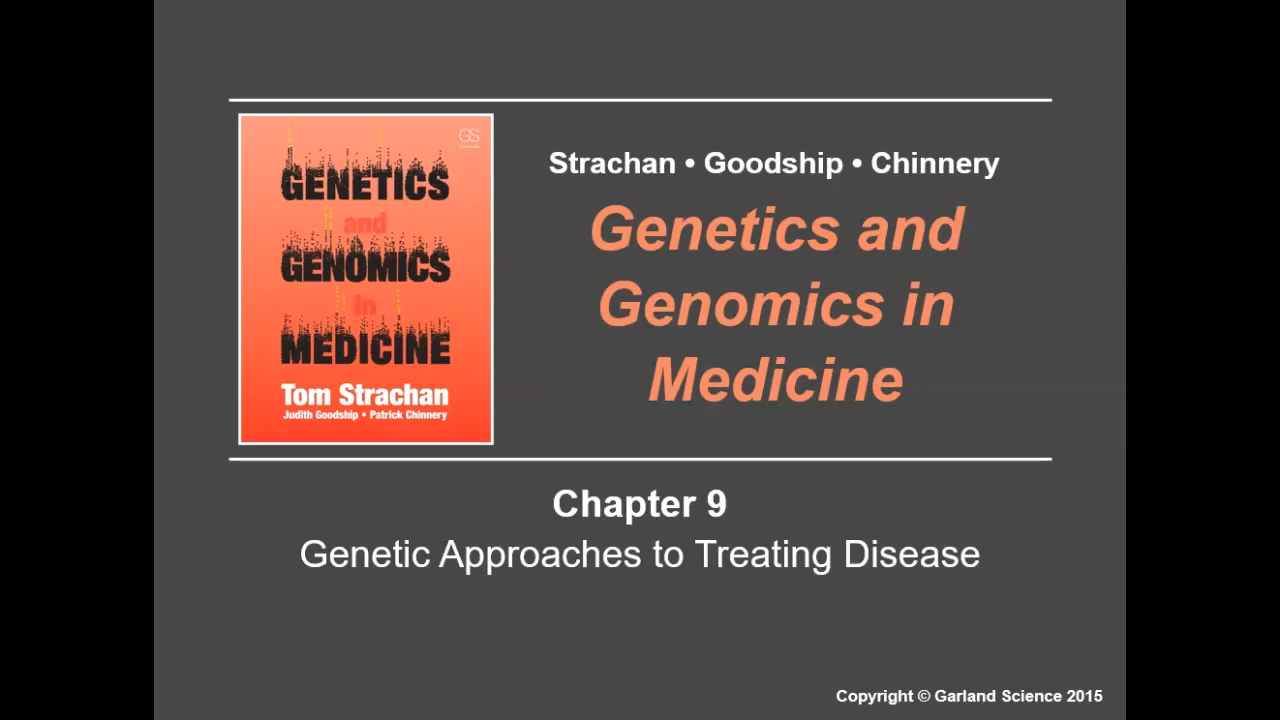 GS
GENETICS
and
GENOMICS
in
MEDICINE
Tom Strachan
Judith Goodship • Patrick Chinnery
Strachan • Goodship • Chinnery
Genetics and
Genomics in
Medicine
Chapter 9
Genetic Approaches to Treating Disease
Copyright © Garland Science 2015